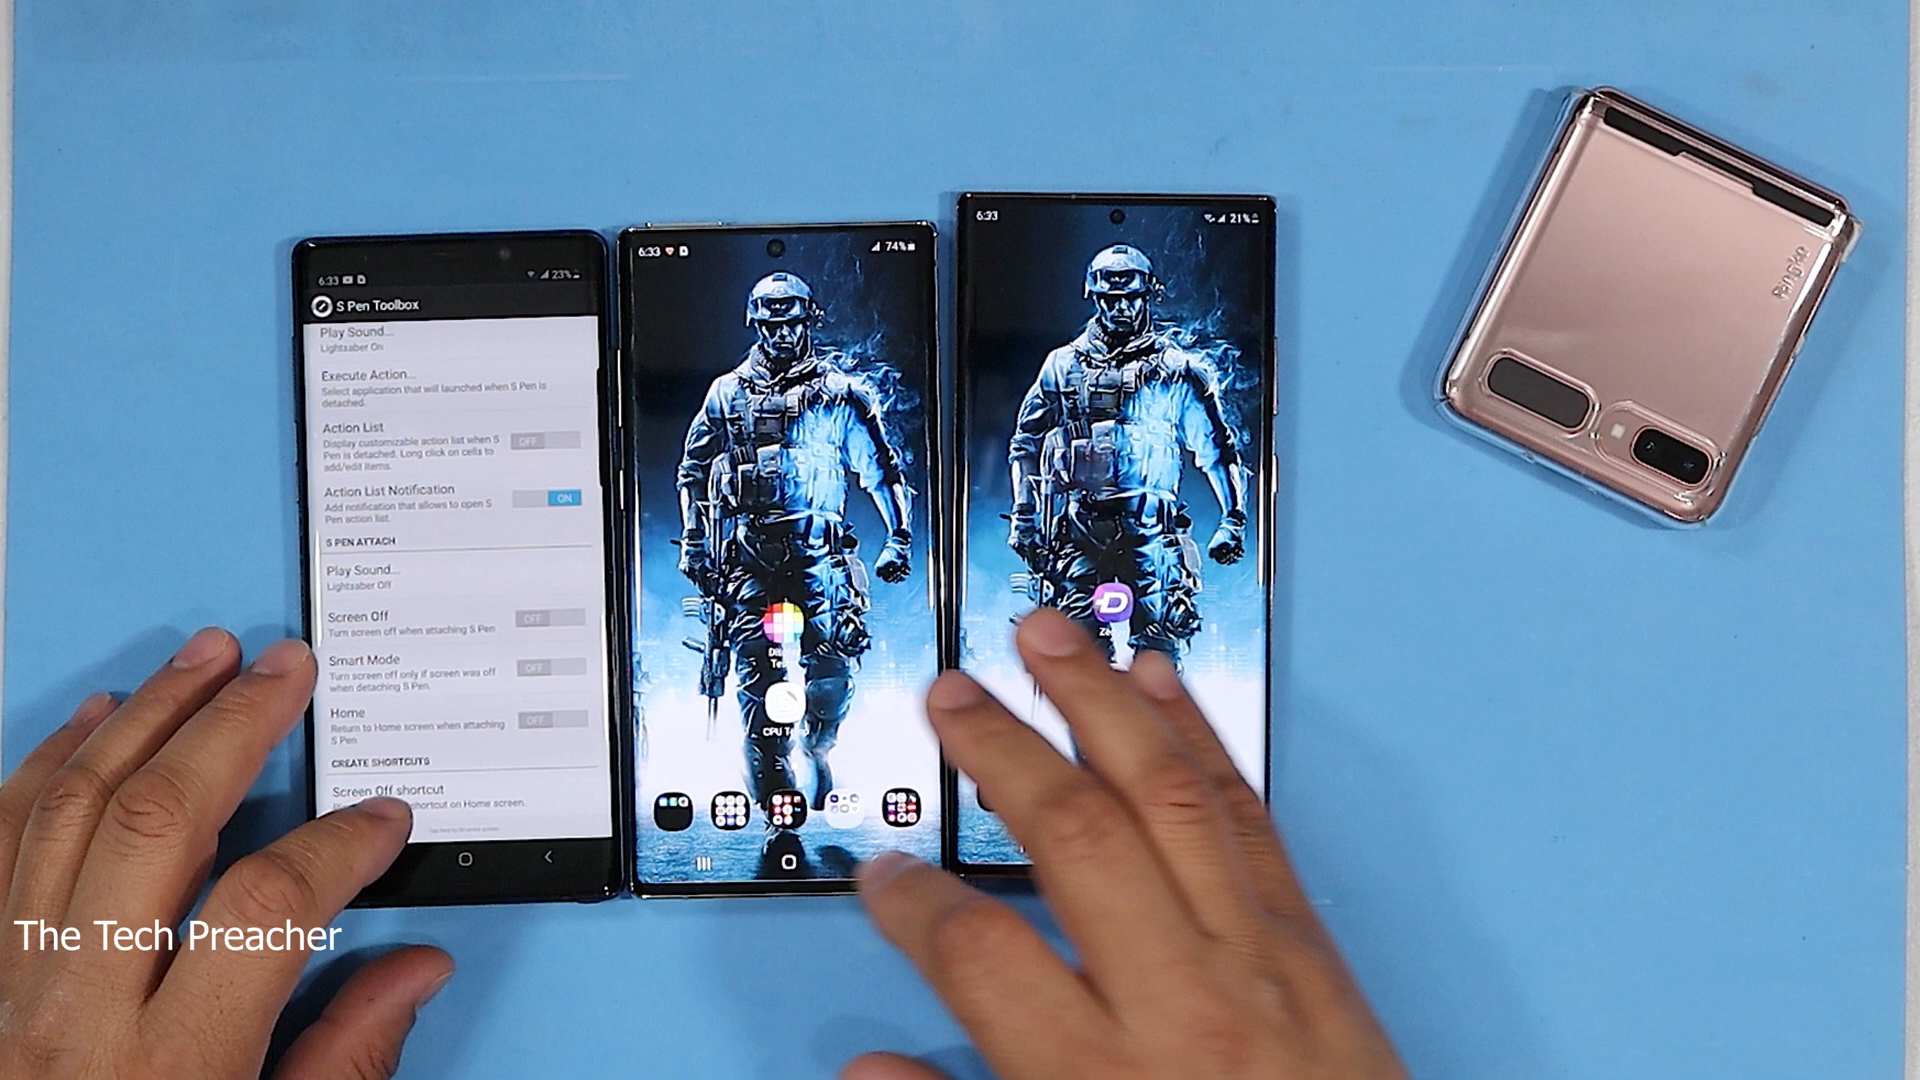 6:33
23%
S Pen Toolbox
Play Sound...
Lightsaber On
Execute Action...
Select application that will launched when S Pen is
detached.
Action List
Display customizable action list when S
Pen is detached. Long click on cells to
add/edit items.
OFF
Action List Notification
Add notification that allows to open S
Pen action list.
ON
S PEN ATTACH
Play Sound...
Lightsaber Off
Screen Off
Turn screen off when attaching S Pen
OFF
Smart Mode
Turn screen off only if screen was off
when detaching S Pen.
OFF
Home
Return to Home screen when attaching
S Pen
OFF
CREATE SHORTCUTS
Screen Off shortcut
shortcut on Home screen.
6:33
74%
CPU
6:33
21%
Ringke
The Tech Preacher